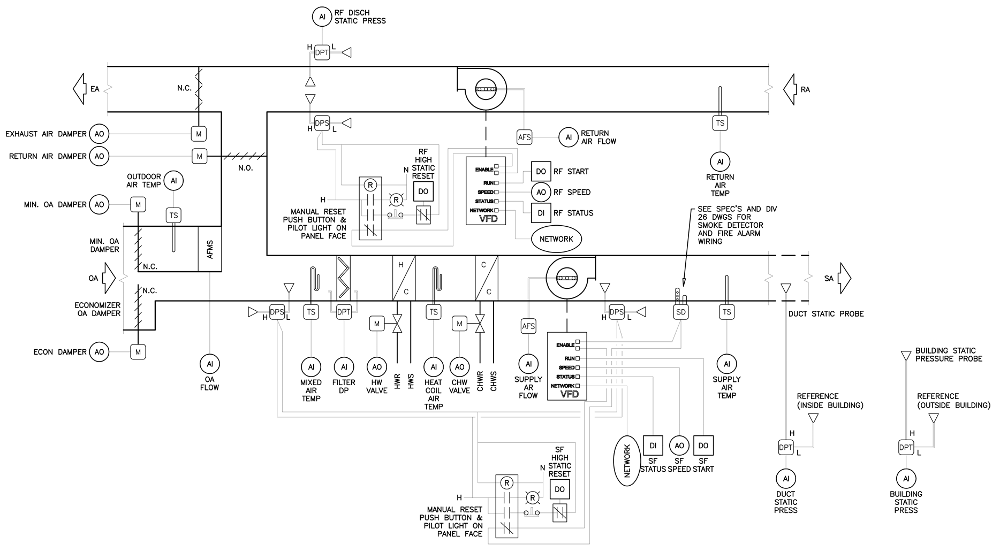 AI
RF DISCH
STATIC PRESS
H
L
DPT
EA
N.C.
RA
DPS
H
L
TS
AFS
AI
RETURN
AIR FLOW
EXHAUST AIR DAMPER
AO
M
RETURN AIR DAMPER
AO
M
N.O.
AI
RETURN
AIR
TEMP
RF
HIGH
STATIC
RESET
N
DO
R
R
H
ENABLE
RUN
SPEED
STATUS
NETWORK
VFD
DO
RF START
AO
RF SPEED
DI
RF STATUS
NETWORK
OUTDOOR
AIR TEMP
AI
MIN. OA DAMPER
AO
M
TS
MANUAL RESET
PUSH BUTTON &
PILOT LIGHT ON
PANEL FACE
SEE SPEC'S AND DIV
26 DWGS FOR
SMOKE DETECTOR
AND FIRE ALARM
WIRING
MIN. OA
DAMPER
AFMS
N.C.
OA
N.C.
ECONOMIZER
OA DAMPER
H
C
C
C
SA
DPS
H
L
TS
DPT
M
TS
M
AFS
DPS
H
L
SD
TS
DUCT STATIC PROBE
ECON DAMPER
AO
M
AI
OA
FLOW
AI
MIXED
AIR
TEMP
AI
FILTER
DP
AO
HW
VALVE
HWR
HWS
AI
HEAT
COIL
AIR
TEMP
AO
CHW
VALVE
CHWR
CHWS
AI
SUPPLY
AR
FLOW
ENABLE
RUN
SPEED
STATUS
NETWORK
VFD
AI
SUPPLY
AIR
TEMP
BUILDING STATIC
PRESSURE PROBE
REFERENCE
(INSIDE BUILDING)
REFERENCE
(OUTSIDE BUILDING)
NETWORK
DI
SF
STATUS
AO
SF
SPEED
DO
SF
START
H
DPT
L
AI
DUCT
STATIC
PRESS
H
DPT
L
AI
BUILDING
STATIC
PRESS
SF
HIGH
STATIC
RESET
N
DO
R
R
H
MANUAL RESET
PUSH BUTTON &
PILOT LIGHT ON
PANEL FACE